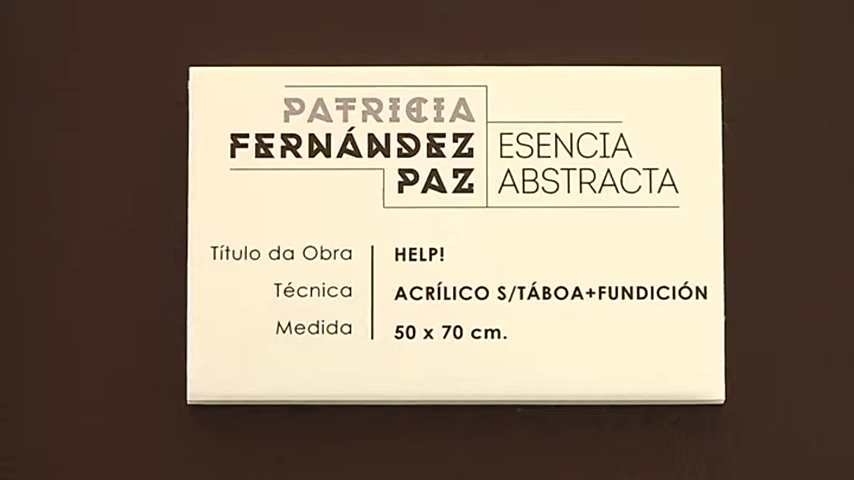 PATRICIA
FERNÁNDEZ
PAZ
ESENCIA
ABSTRACTA
Título da Obra HELP!
Técnica ACRÍLICO S/TÁBOA+FUNDICIÓN
Medida 50 x 70 cm.